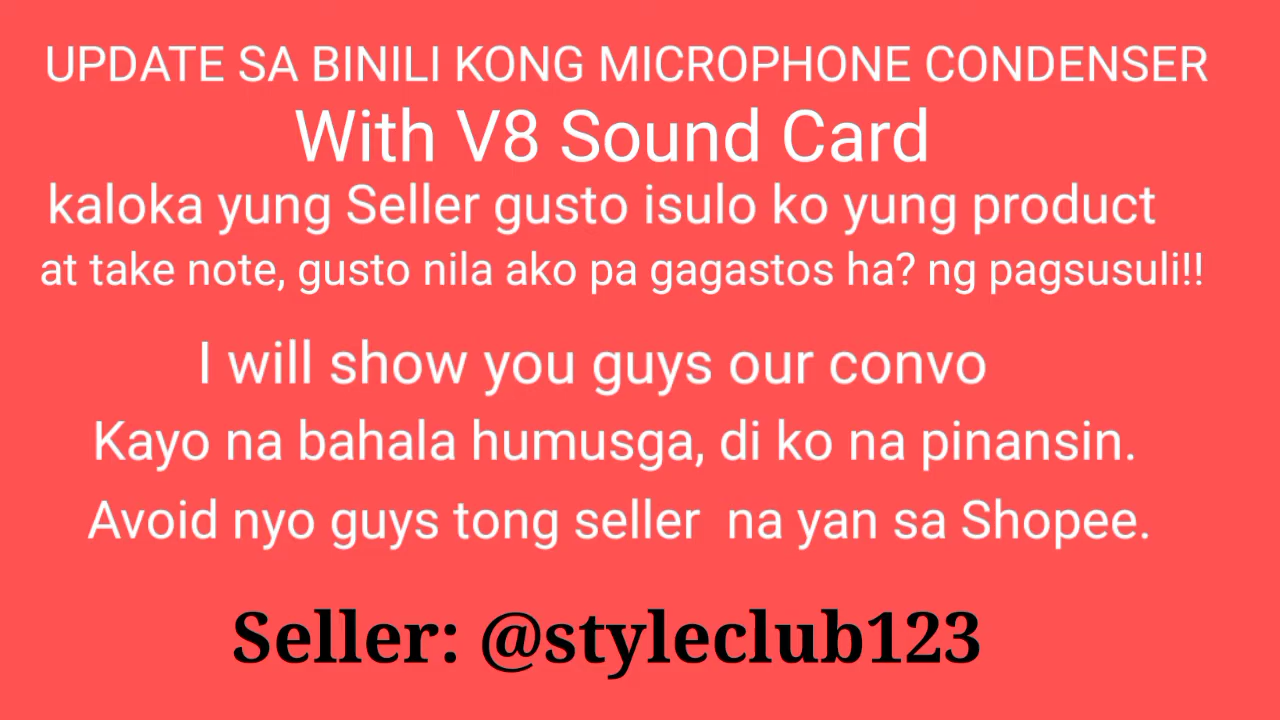 UPDATE SA BINILI KONG MICROPHONE CONDENSER
With V8 Sound Card
kaloka yung Seller gusto isulo ko yung product
at take note, gusto nila ako pa gagastos ha? ng pagsusuli!!
I will show you guys our convo
Kayo na bahala humusga, di ko na pinansin.
Avoid nyo guys tong seller na yan sa Shopee.
Seller: @styleclub123